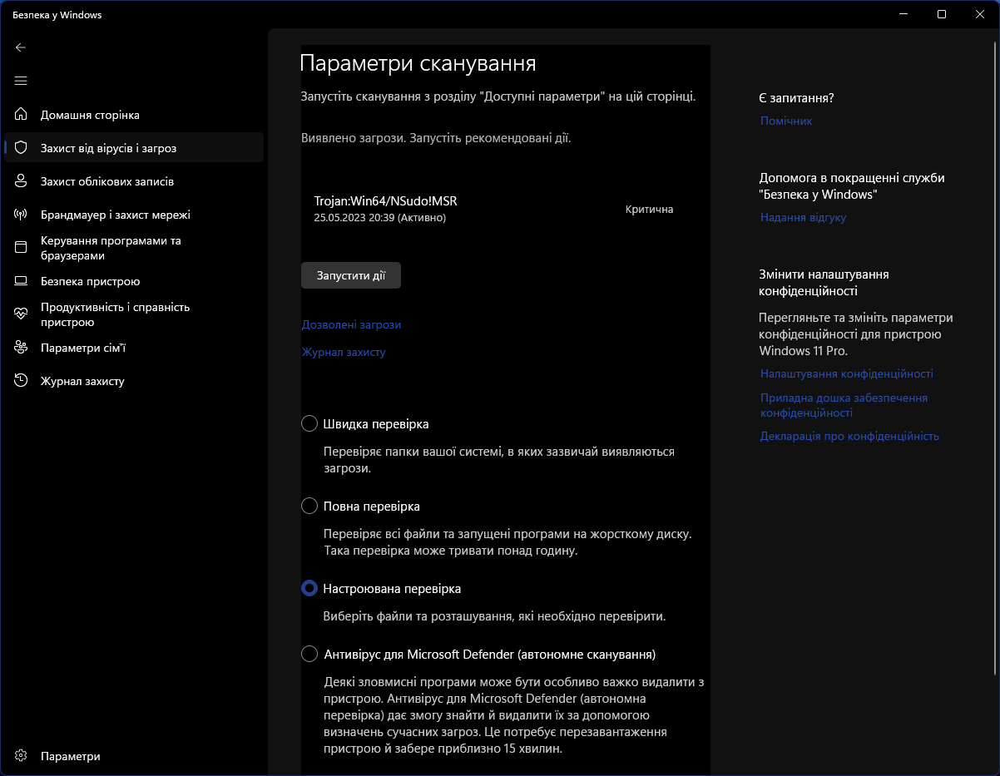 Безпека у Windows
Домашня сторінка
Захист від вірусів і загроз
Захист облікових записів
Брандмауер і захист мережі
Керування програмами та
браузерами
Безпека пристрою
Продуктивність і справність
пристрою
Параметри сім’ї
Журнал захисту
Параметри
Параметри сканування
Запустіть сканування з розділу "Доступні параметри" на цій сторінці.
Виявлено загрози. Запустіть рекомендовані дії.
Trojan:Win64/NSudo!MSR
25.05.2023 20:39 (Активно)
Критична
Запустити дії
Дозволені загрози
Журнал захисту
Швидка перевірка
Перевіряє папки вашої системі, в яких зазвичай виявляються
загрози.
Повна перевірка
Перевіряє всі файли та запущені програми на жорсткому диску.
Така перевірка може тривати понад годину.
Настроювана перевірка
Виберіть файли та розташування, які необхідно перевірити.
Антивірус для Microsoft Defender (автономне сканування)
Деякі зловмисні програми може бути особливо важко видалити з
пристрою. Антивірус для Microsoft Defender (автономна
перевірка) дає змогу знайти й видалити їх за допомогою
визначень сучасних загроз. Це потребує перезавантаження
пристрою й забере приблизно 15 хвилин.
Є запитання?
Помічник
Допомога в покращенні служби
"Безпека у Windows"
Надання відгуку
Змінити налаштування
конфіденційності
Перегляньте та змініть параметри
конфіденційності для пристрою
Windows 11 Pro.
Налаштування конфіденційності
Приладна дошка забезпечення
конфіденційності
Декларація про конфіденційність